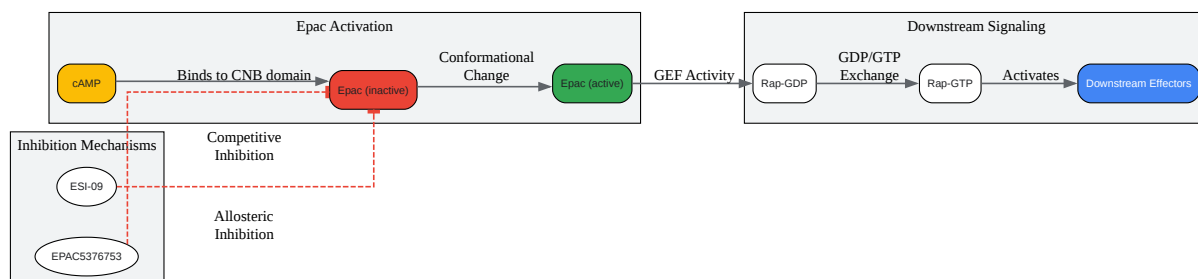 Epac Activation
Downstream Signaling
cAMP
Binds to CNB domain
Epac (inactive)
Conformational
Change
Epac (active)
GEF Activity
Rap-GDP
GDP/GTP
Exchange
Rap-GTP
Activates
Downstream Effectors
Inhibition Mechanisms
Competitive
Inhibition
ESI-09
Allosteric
Inhibition
EPAC5376753